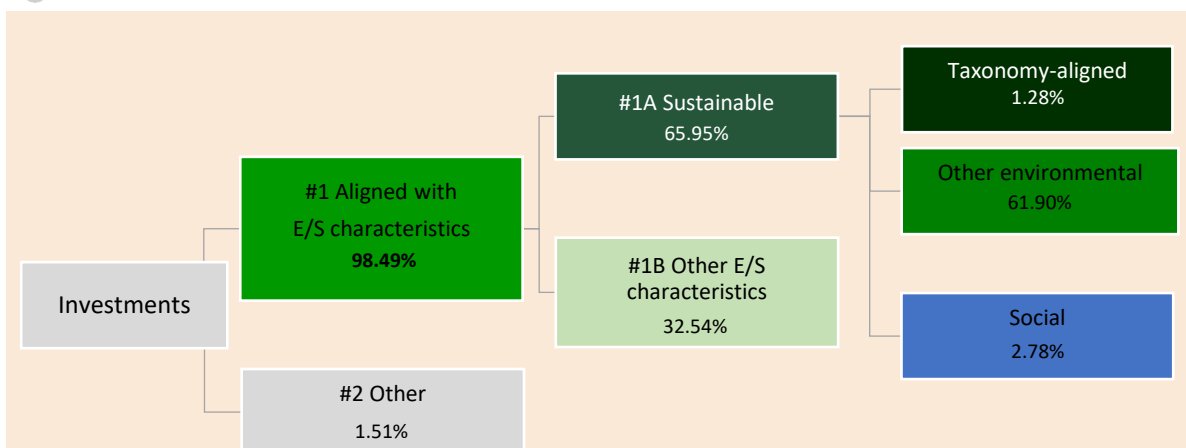 Investments
#1 Aligned with
E/S characteristics
98.49%
#2 Other
1.51%
#1A Sustainable
65.95%
#1B Other E/S
characteristics
32.54%
Taxonomy-aligned
1.28%
Other environmental
61.90%
Social
2.78%